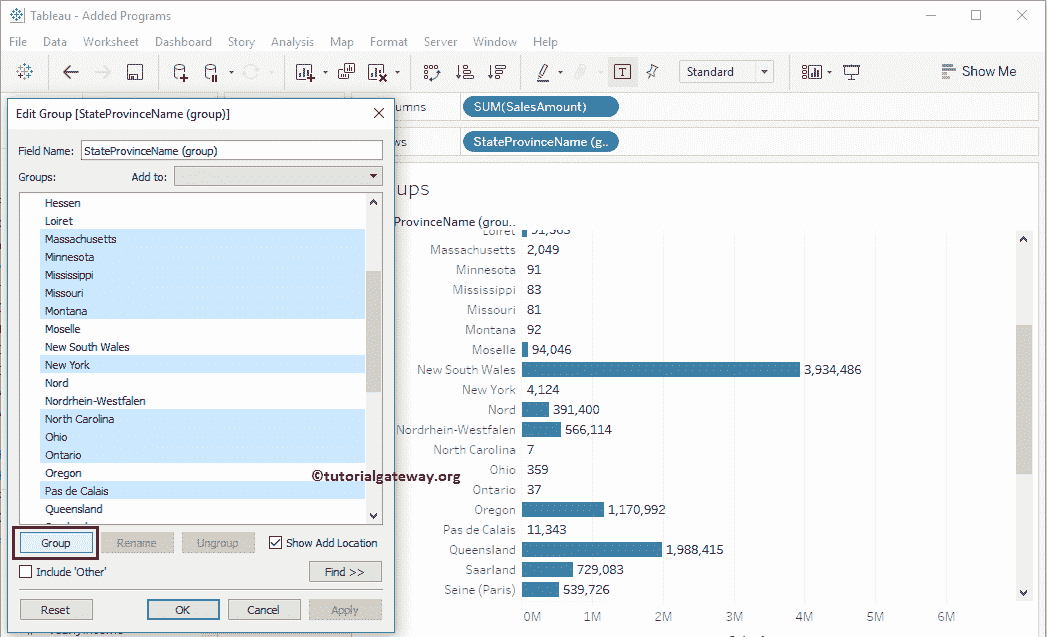 Tableau - Added Programs
File Data Worksheet Dashboard Story Analysis Map Format Server Window Help
Standard
Show Me
Edit Group [StateProvinceName (group)]
Field Name: StateProvinceName (group)
Groups: Add to:
Hessen
Loiret
Massachusetts
Minnesota
Mississippi
Missouri
Montana
Moselle
New South Wales
New York
Nord
Nordrhein-Westfalen
North Carolina
Ohio
Ontario
Oregon
Pas de Calais
Queensland
Group Rename Ungroup Show Add Location
Include 'Other' Find >>
Reset OK Cancel Apply
umns SUM(SalesAmount)
ws StateProvinceName (g..
ups
ProvinceName (grou..
Loiret 91,563
Massachusetts 2,049
Minnesota 91
Mississippi 83
Missouri 81
Montana 92
Moselle 94,046
New South Wales 3,934,486
New York 4,124
Nord 391,400
Nordrhein-Westfalen 566,114
North Carolina 7
Ohio 359
Ontario 37
Oregon 1,170,992
Pas de Calais 11,343
Queensland 1,988,415
Saarland 729,083
Seine (Paris) 539,726
0M 1M 2M 3M 4M 5M 6M
©tutorialgateway.org